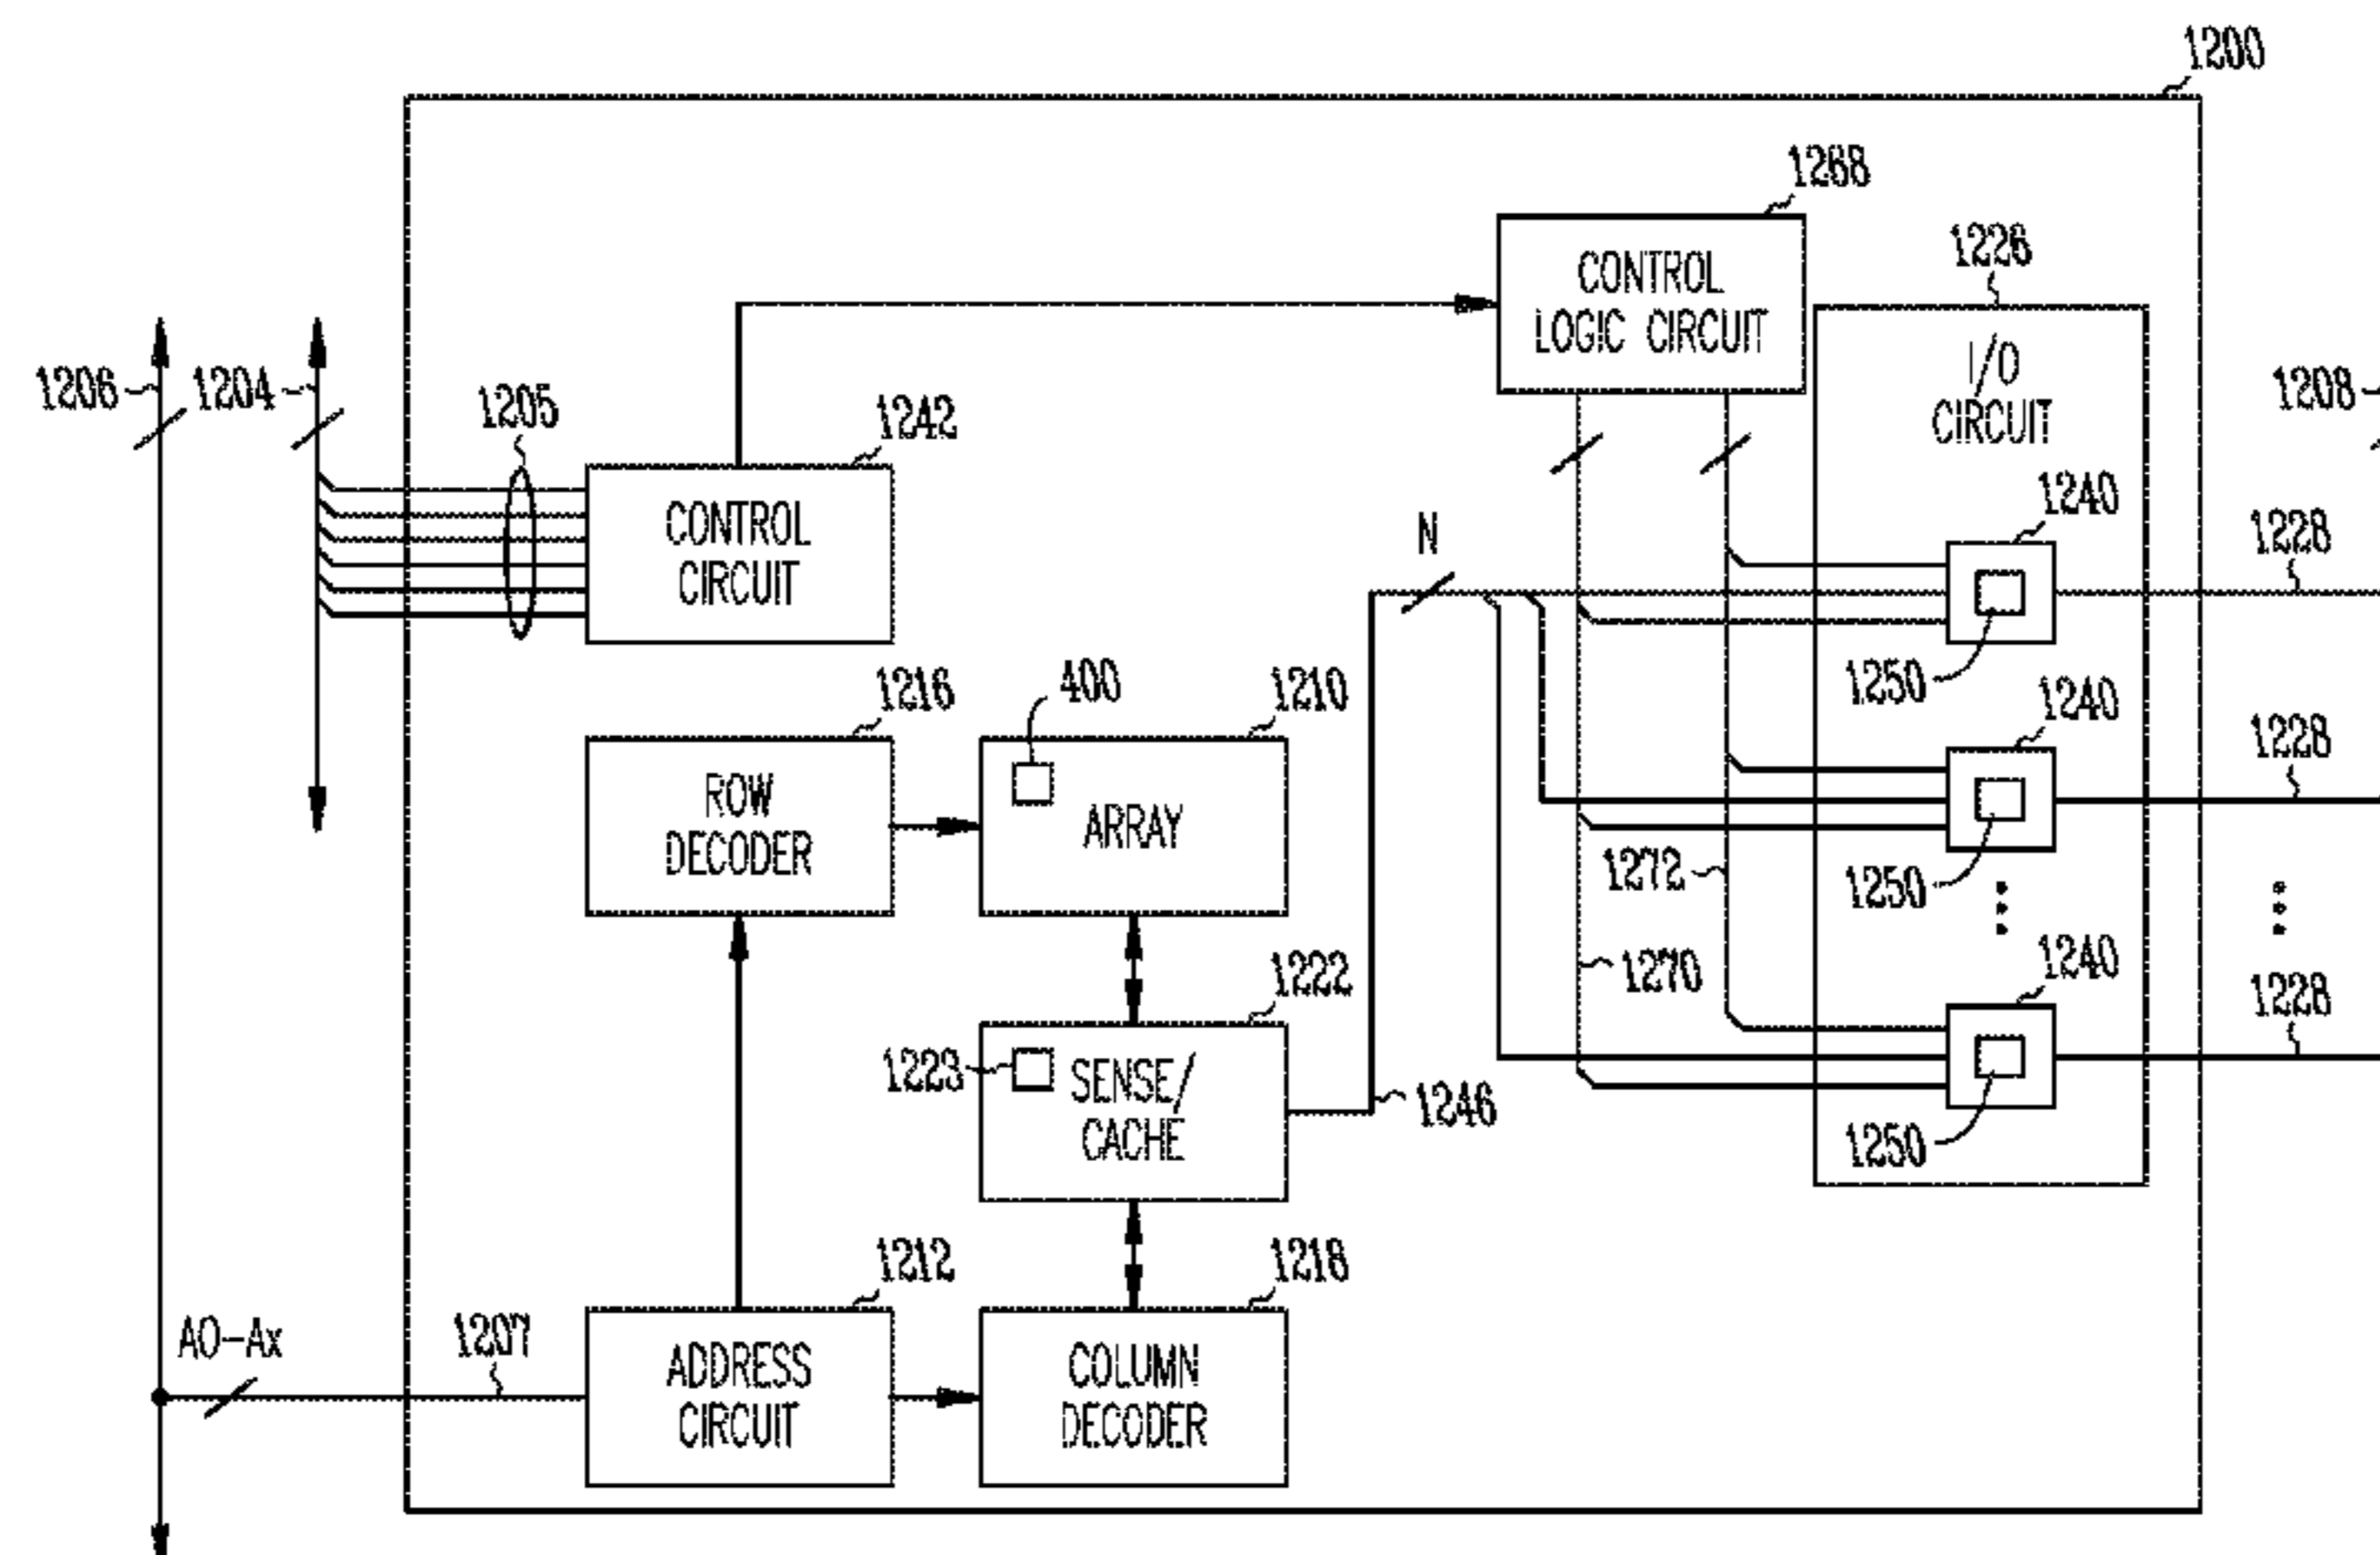 1200
1268
CONTROL
LOGIC CIRCUIT
1226
I/O
CIRCUIT
1206
1204
1205
1242
1208
CONTROL
CIRCUIT
N
1240
1228
1250
1216
400
1210
1240
1228
ROW
DECODER
ARRAY
1272
1250
1270
1222
1240
1228
1223
SENSE/
CACHE
1246
1250
1212
1218
A0-Ax
1207
ADDRESS
CIRCUIT
COLUMN
DECODER